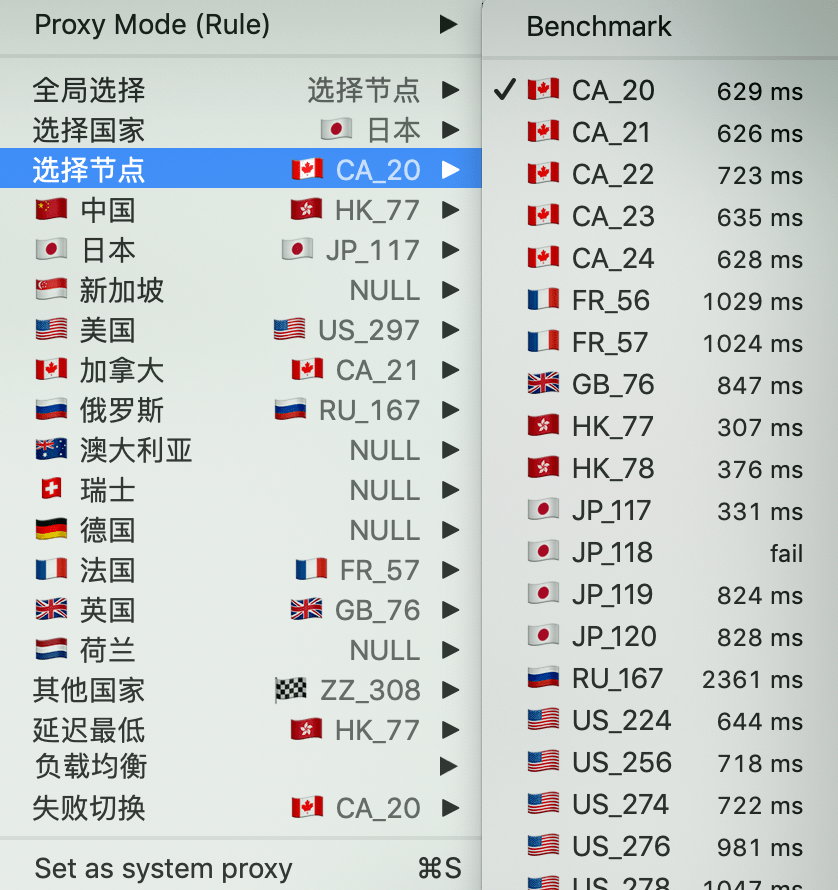 Proxy Mode (Rule)
全局选择 选择节点
选择国家 日本
选择节点 CA_20
中国 HK_77
日本 JP_117
新加坡 NULL
美国 US_297
加拿大 CA_21
俄罗斯 RU_167
澳大利亚 NULL
瑞士 NULL
德国 NULL
法国 FR_57
英国 GB_76
荷兰 NULL
其他国家 ZZ_308
延迟最低 HK_77
负载均衡
失败切换 CA_20
Set as system proxy ⌘S
Benchmark
✓ CA_20 629 ms
CA_21 626 ms
CA_22 723 ms
CA_23 635 ms
CA_24 628 ms
FR_56 1029 ms
FR_57 1024 ms
GB_76 847 ms
HK_77 307 ms
HK_78 376 ms
JP_117 331 ms
JP_118 fail
JP_119 824 ms
JP_120 828 ms
RU_167 2361 ms
US_224 644 ms
US_256 718 ms
US_274 722 ms
US_276 981 ms
US_278 1047 ms